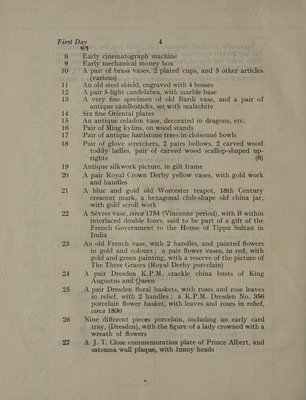 First Day 4
8 Early cinematograph machine
9 Early mechanical money box
10 A pair of brass vases, 2 plated cups, and 5 other articles
(various)
11 An old steel shield, engraved with 4 bosses
12 A pair 3-light candelabra, with marble base
13 A very fine specimen of old Bardi vase, and a pair of
antique candlesticks, set with malachite
14 Six fine Oriental plates
15 An antique celadon vase, decorated in dragons, etc.
16 Pair of Ming kylins, on wood stands
17 Pair of antique hardstone trees in cloisonné bowls
18 Pair of glove stretchers, 2 pairs bellows, 2 carved wood
toddy ladles, pair of carved wood scallop-shaped up-
rights (6)
19 Antique silkwork picture, in gilt frame
20 A pair Royal Crown Derby yellow vases, with gold work
and handles
21 A blue and gold old Worcester teapot, 18th Century
crescent mark, a hexagonal club-shape old china jar,
with gold scroll work
22 A Sèvres vase, circa 1754 (Vincenne period), with B within
interlaced double fours, said to be part of a gift of the
French Government to the House of Tippu Sultan in
India
23 An old French vase, with 2 handles, and painted flowers
in gold and colours; a pair flower vases, in red, with
gold and green painting, with a reserve of the picture of
The Three Graces (Royal Derby porcelain)
24 A pair Dresden K.P.M. crackle china busts of King
Augustus and Queen
25 A pair Dresden floral baskets, with roses and rose leaves
in relief, with 2 handles; a K.P.M. Dresden No. 356
porcelain flower basket, with leaves and roses in relief,
circa 1830
26 Nine different pieces porcelain, including an early card
tray, (Dresden), with the figure of a lady crowned with a
wreath of flowers
27 A J. T. Close commemoration plate of Prince Albert, and
satsuma wall plaque, with funny heads